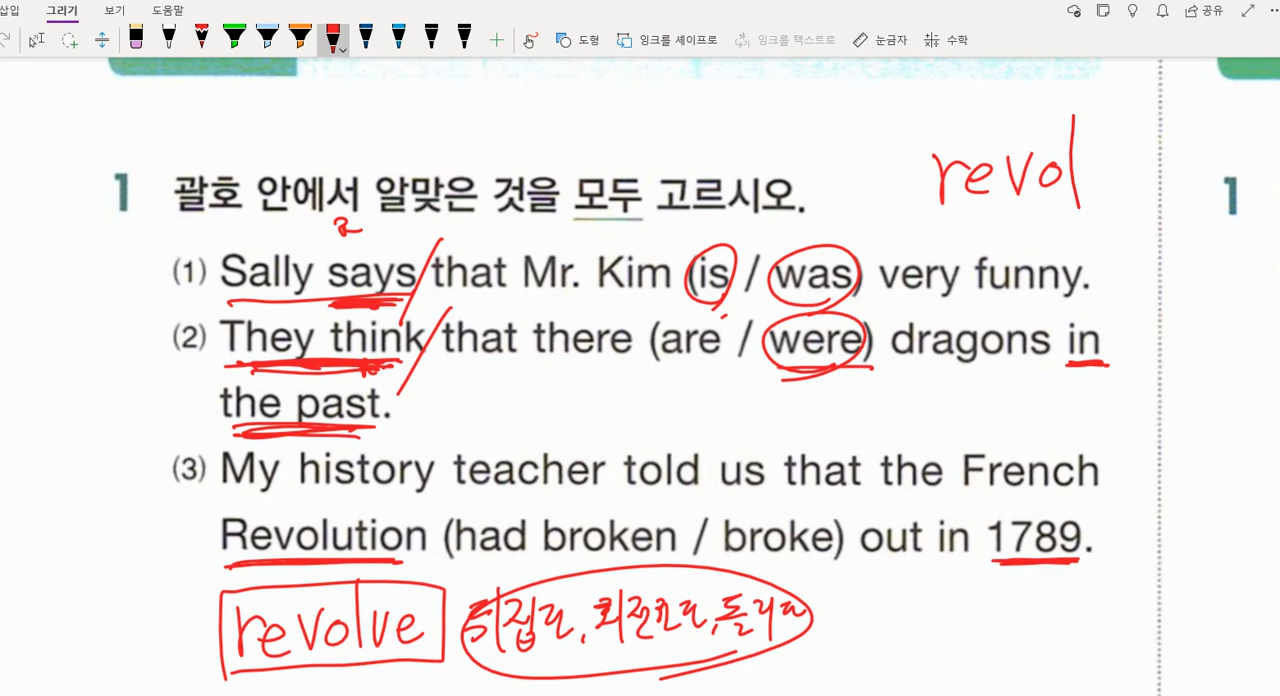 삽입 그리기 보기 도움말 공유
도형 잉크를 셰이프로 잉크를 텍스트로 눈금자 수학
revol
1 괄호 안에서 알맞은 것을 모두 고르시오. 1
(1) Sally says that Mr. Kim (is / was) very funny.
(2) They think that there (are / were) dragons in
the past.
(3) My history teacher told us that the French
Revolution (had broken / broke) out in 1789.
revolve 뒤집다, 회전하다, 돌리다